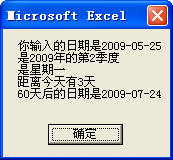 Microsoft Excel
你输入的日期是2009-05-25
是2009年的第2季度
是星期一
距离今天有3天
60天后的日期是2009-07-24
确定